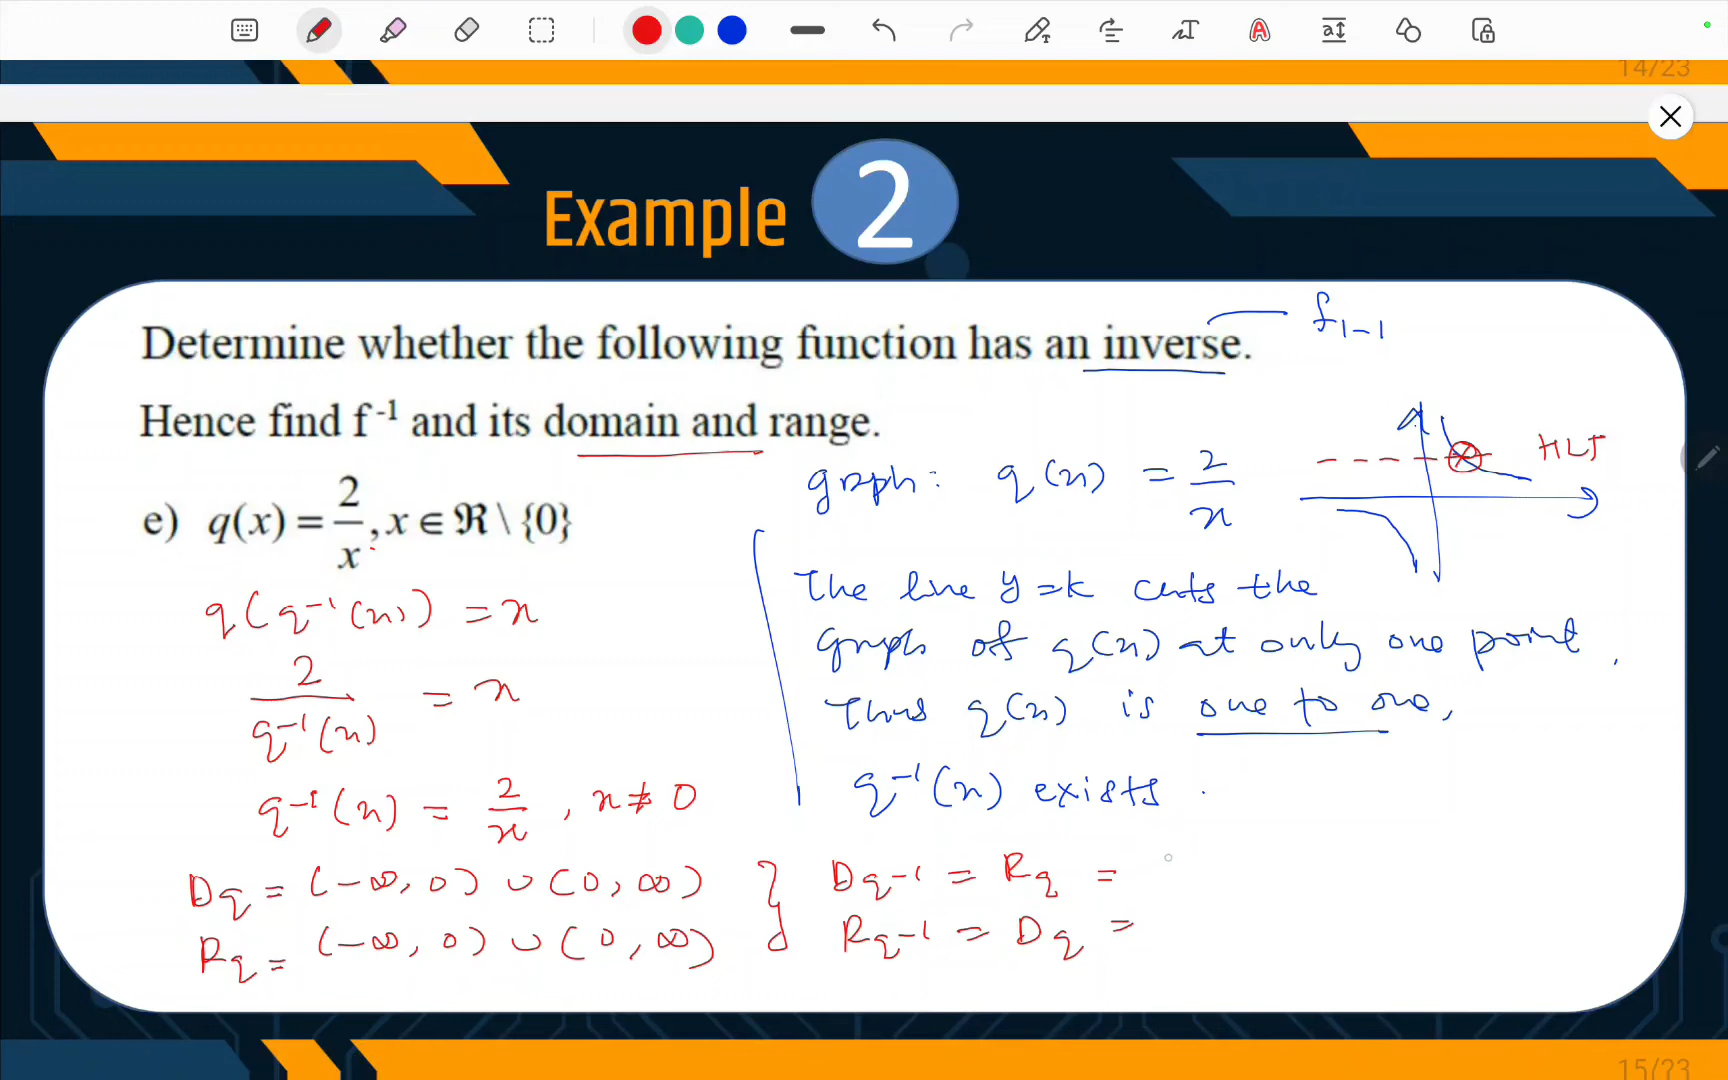 14/23
Example 2
Determine whether the following function has an inverse.
f 1-1
Hence find f⁻¹ and its domain and range.
HLT
graph: q(x) = 2/x
e) q(x) = 2/x, x ∈ ℜ \ {0}
q(q⁻¹(x)) = x
2/q⁻¹(x) = x
q⁻¹(x) = 2/x, x ≠ 0
The line y = k cuts the
graph of q(x) at only one point.
Thus q(x) is one to one,
q⁻¹(x) exists.
Dq = (-∞, 0) ∪ (0, ∞) } Dq⁻¹ = Rq =
Rq = (-∞, 0) ∪ (0, ∞) Rq⁻¹ = Dq =
15/23